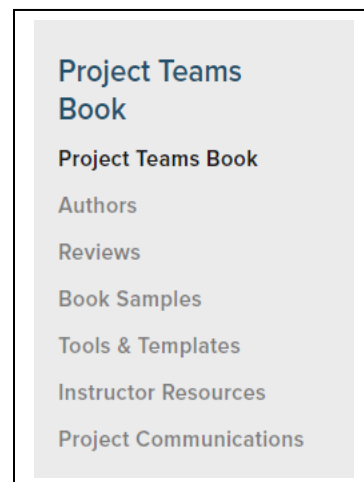 Project Teams
Book
Project Teams Book
Authors
Reviews
Book Samples
Tools & Templates
Instructor Resources
Project Communications